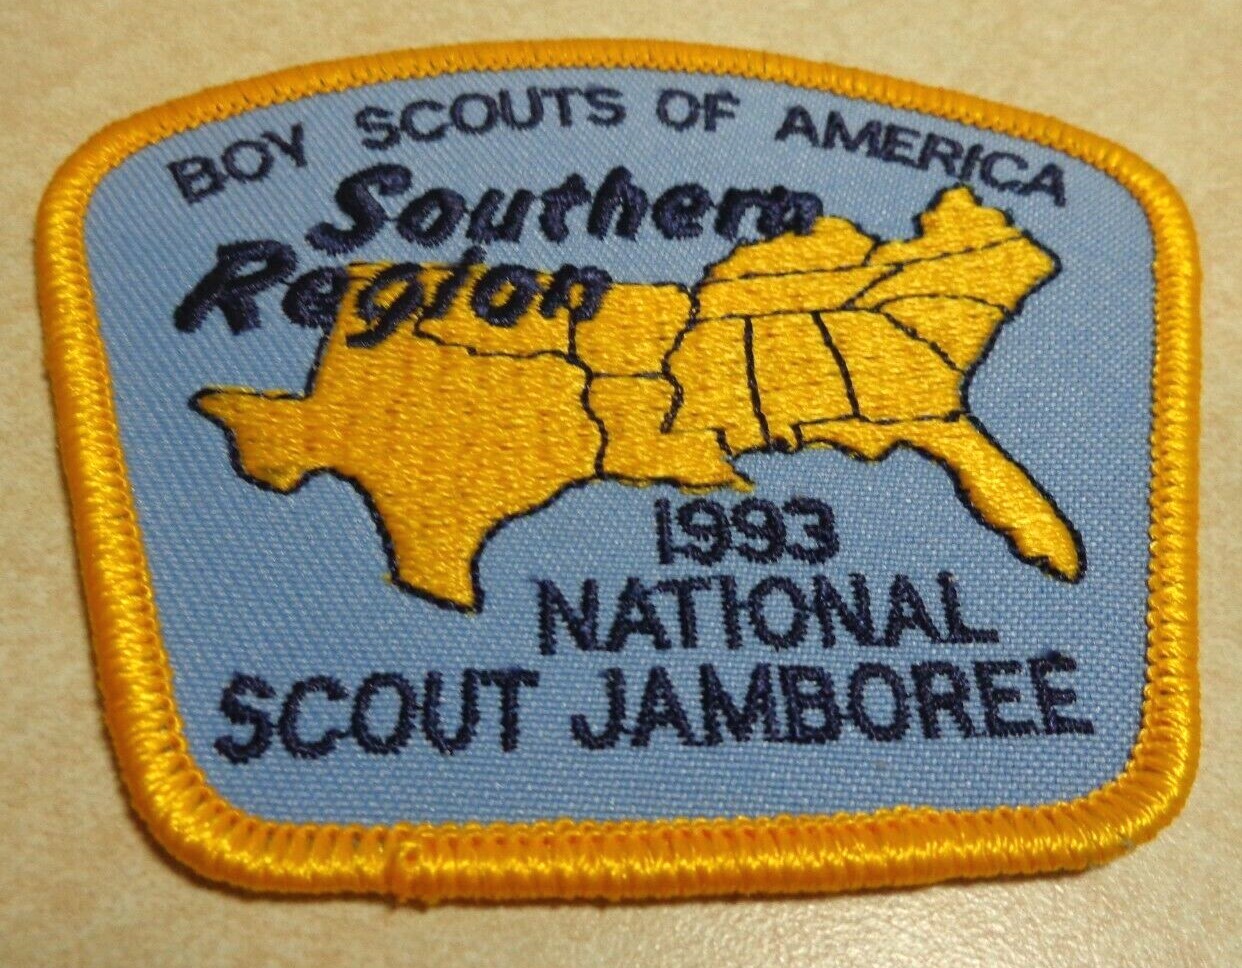 BOY SCOUTS OF AMERICA
Southern
Region
1993
NATIONAL
SCOUT JAMBOREE